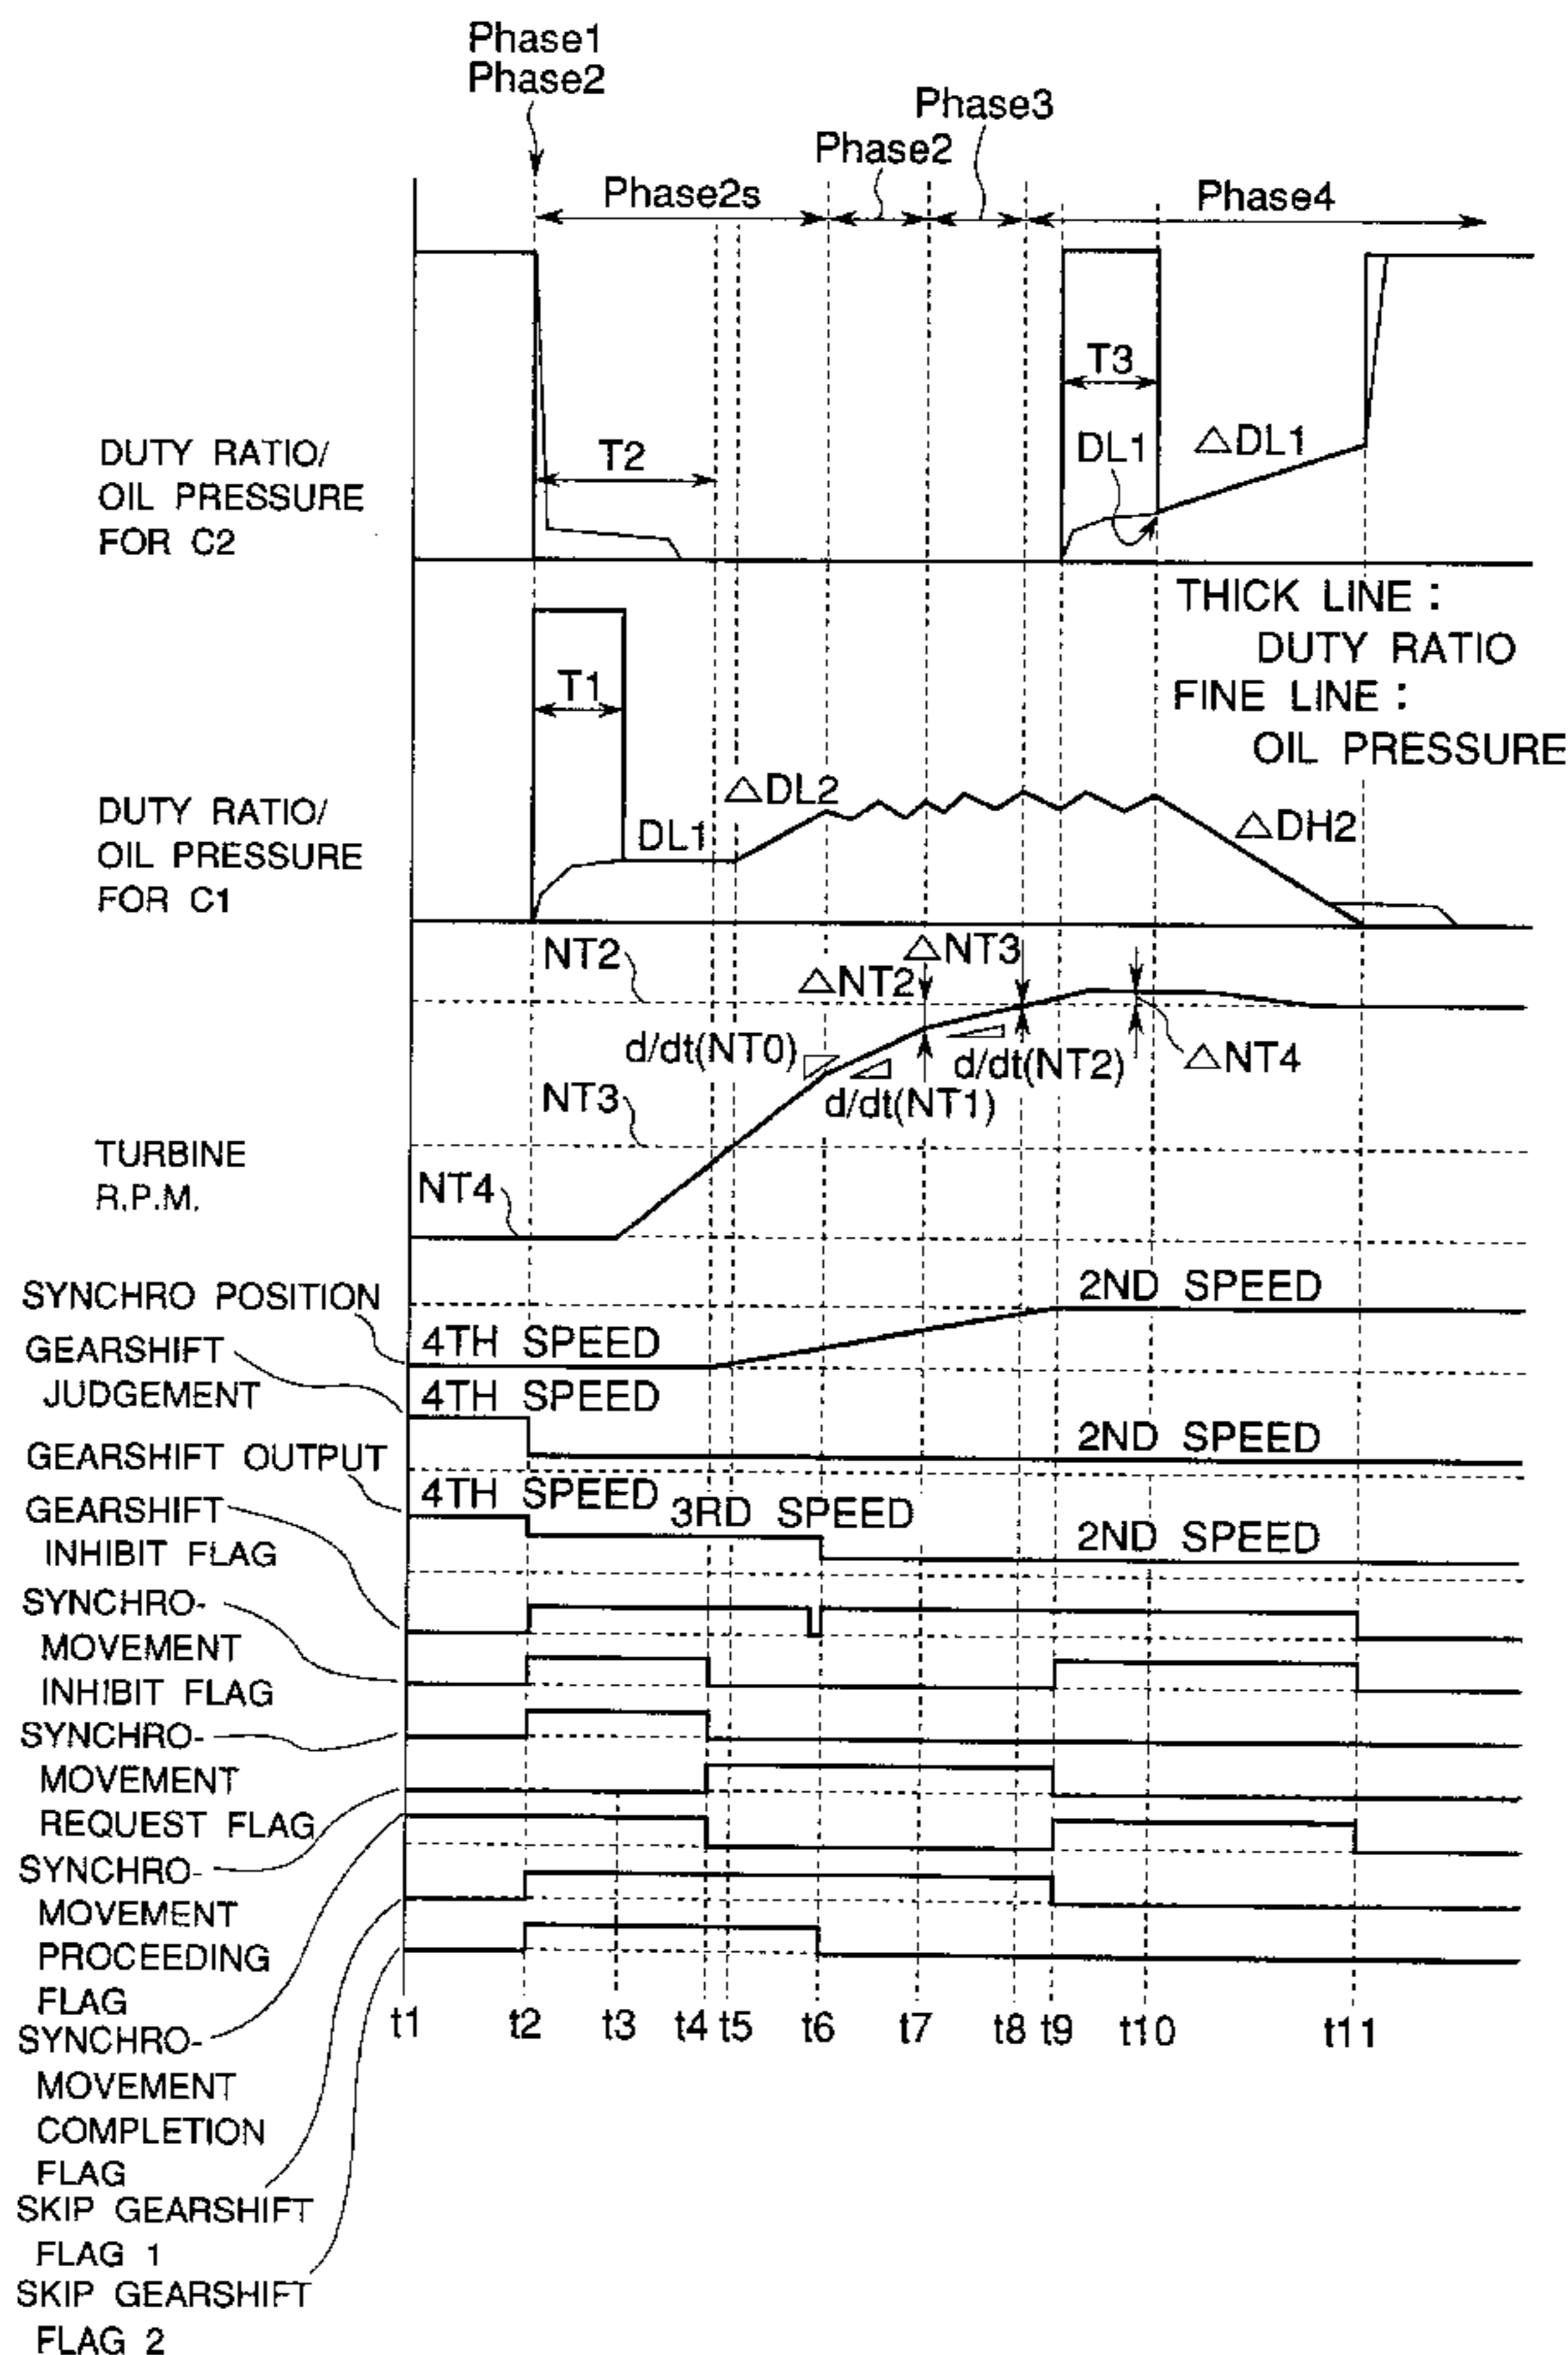 Phase1
Phase2
Phase3
Phase2
Phase2s
Phase4
T3
DL1
△DL1
T2
DUTY RATIO/
OIL PRESSURE
FOR C2
THICK LINE :
DUTY RATIO
FINE LINE :
OIL PRESSURE
T1
△DL2
DL1
△DH2
DUTY RATIO/
OIL PRESSURE
FOR C1
NT2
△NT3
△NT2
d/dt(NT0)
d/dt(NT2)
△NT4
d/dt(NT1)
NT3
TURBINE
R.P.M.
NT4
SYNCHRO POSITION
2ND SPEED
4TH SPEED
GEARSHIFT
JUDGEMENT
4TH SPEED
2ND SPEED
GEARSHIFT OUTPUT
4TH SPEED
3RD SPEED
2ND SPEED
GEARSHIFT
INHIBIT FLAG
SYNCHRO-
MOVEMENT
INHIBIT FLAG
SYNCHRO-
MOVEMENT
REQUEST FLAG
SYNCHRO-
MOVEMENT
PROCEEDING
FLAG
t1 t2 t3 t4 t5 t6 t7 t8 t9 t10 t11
SYNCHRO-
MOVEMENT
COMPLETION
FLAG
SKIP GEARSHIFT
FLAG 1
SKIP GEARSHIFT
FLAG 2